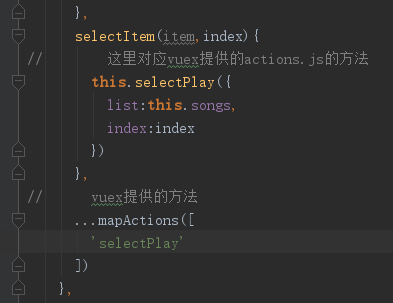 },
selectItem(item,index){
// 这里对应vuex提供的actions.js的方法
this.selectPlay({
list:this.songs,
index:index
})
},
// vuex提供的方法
...mapActions([
'selectPlay'
])
},